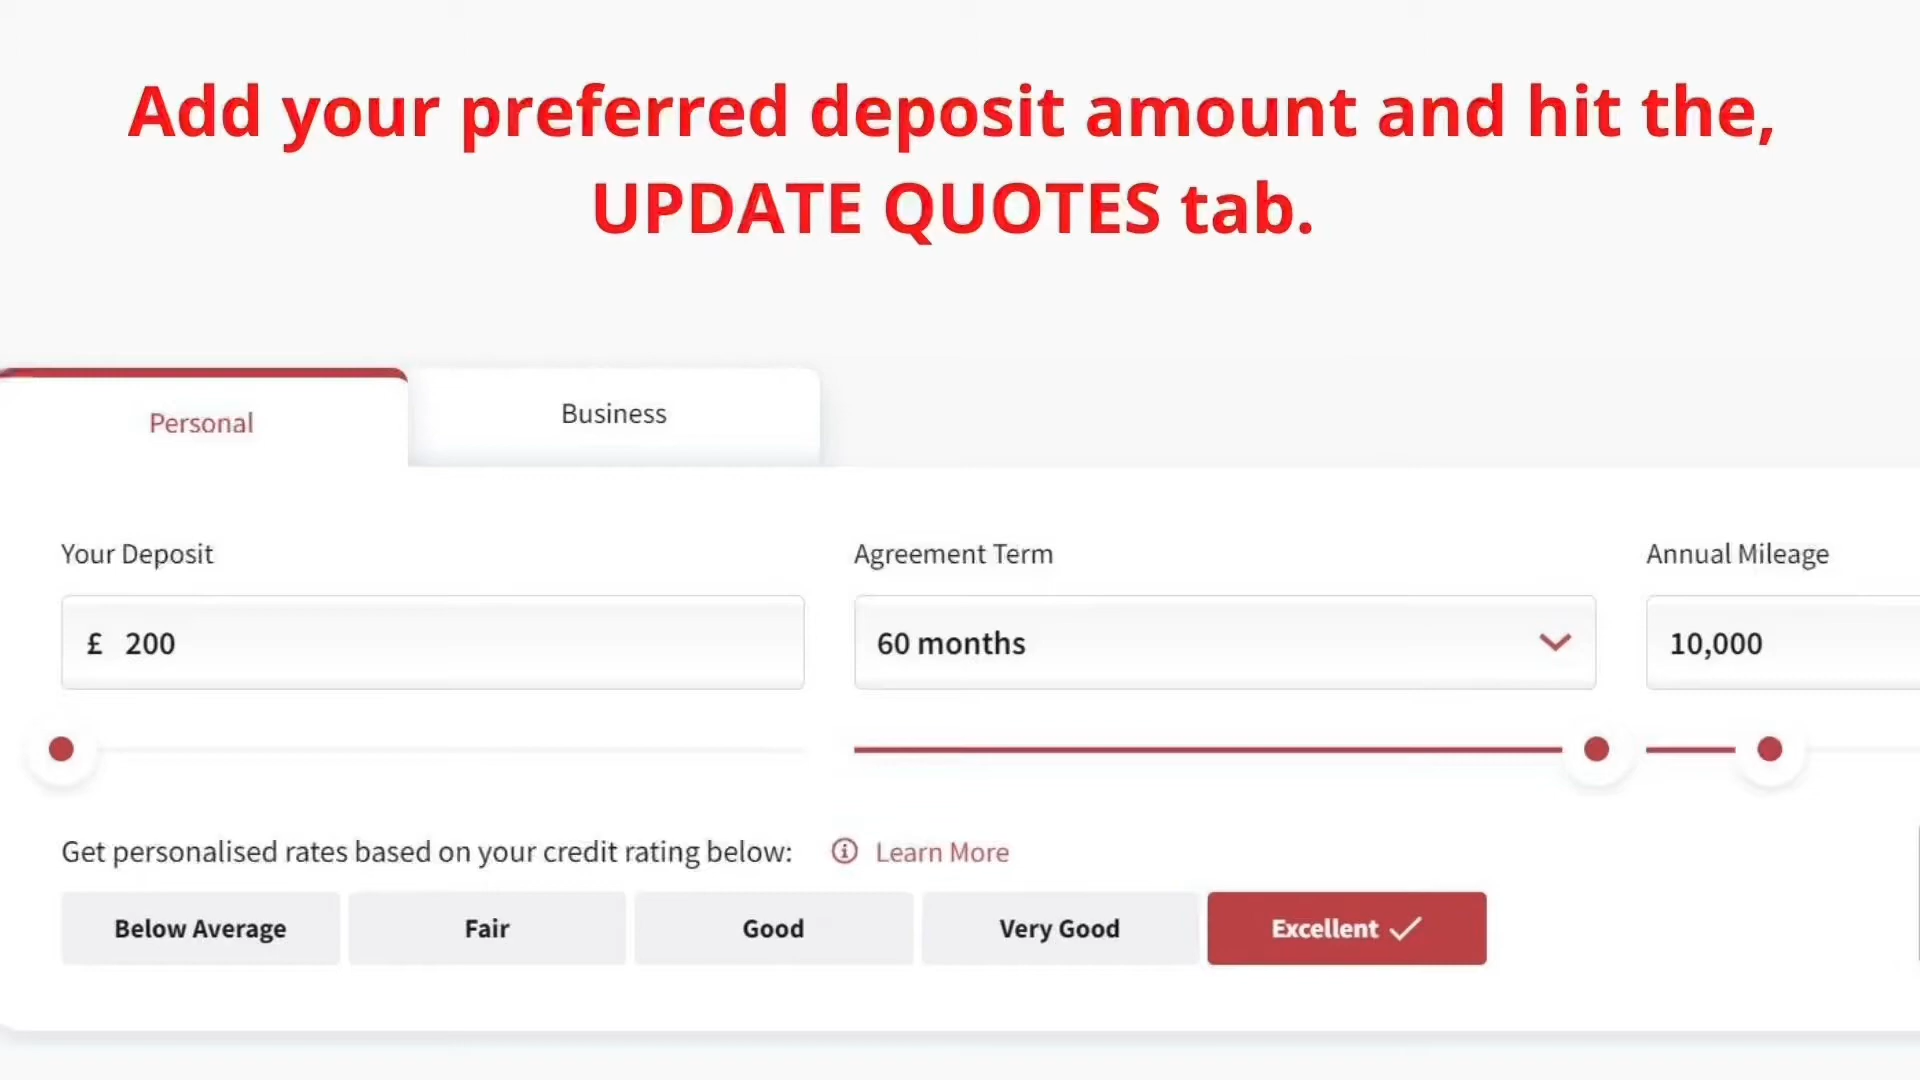 Add your preferred deposit amount and hit the,
UPDATE QUOTES tab.
Personal
Business
Your Deposit
Agreement Term
Annual Mileage
£ 200
60 months
10,000
Get personalised rates based on your credit rating below:
Learn More
Below Average
Fair
Good
Very Good
Excellent